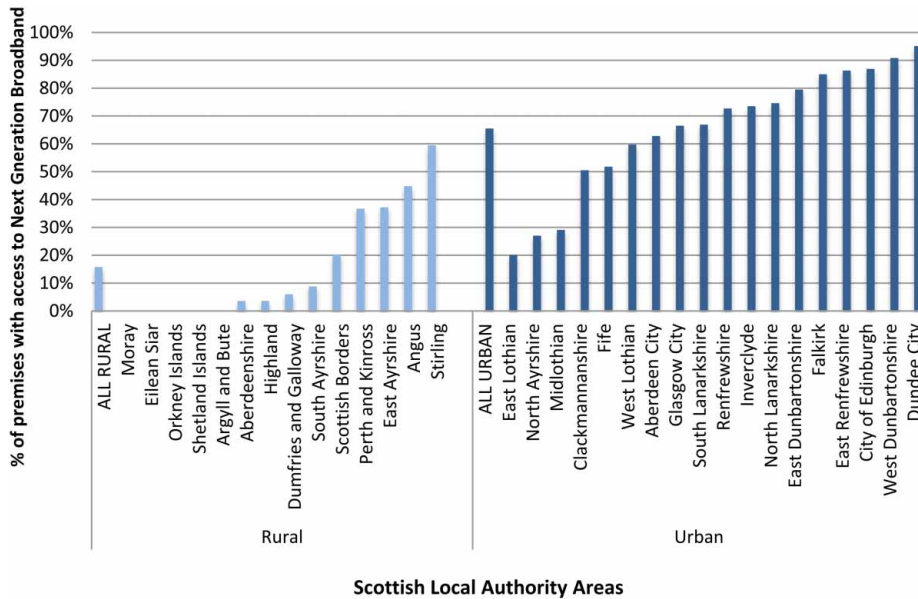 % of premises with access to Next Gneration Broadband
100%
90%
80%
70%
60%
50%
40%
30%
20%
10%
0%
ALL RURAL
Moray
Eilean Siar
Orkney Islands
Shetland Islands
Argyll and Bute
Aberdeenshire
Highland
Dumfries and Galloway
South Ayrshire
Scottish Borders
Perth and Kinross
East Ayrshire
Angus
Stirling
ALL URBAN
East Lothian
North Ayrshire
Midlothian
Clackmannanshire
Fife
West Lothian
Aberdeen City
Glasgow City
South Lanarkshire
Renfrewshire
Inverclyde
North Lanarkshire
East Dunbartonshire
Falkirk
East Renfrewshire
City of Edinburgh
West Dunbartonshire
Dundee City
Rural
Urban
Scottish Local Authority Areas